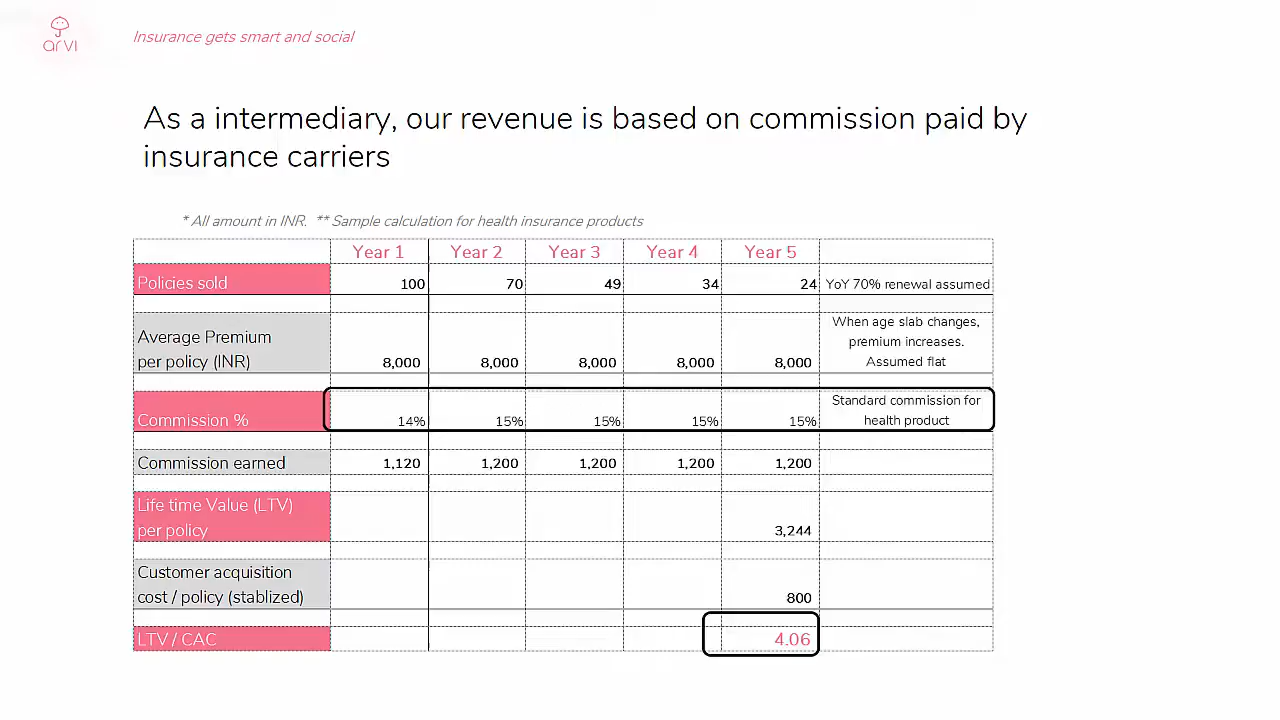 arvi
Insurance gets smart and social
As a intermediary, our revenue is based on commission paid by
insurance carriers
* All amount in INR. ** Sample calculation for health insurance products
Year 1 Year 2 Year 3 Year 4 Year 5
Policies sold 100 70 49 34 24 YoY 70% renewal assumed
When age slab changes,
Average Premium premium increases.
per policy (INR) 8,000 8,000 8,000 8,000 8,000 Assumed flat
Standard commission for
Commission % 14% 15% 15% 15% 15% health product
Commission earned 1,120 1,200 1,200 1,200 1,200
Life time Value (LTV)
per policy 3,244
Customer acquisition
cost / policy (stablized) 800
LTV / CAC 4.06